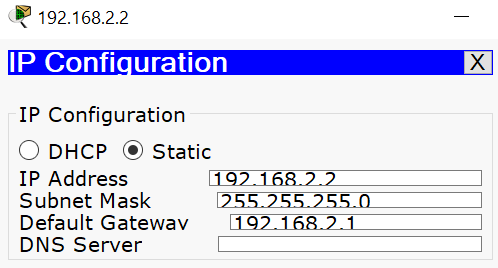 192.168.2.2
IP Configuration X
IP Configuration
DHCP Static
IP Address 192.168.2.2
Subnet Mask 255.255.255.0
Default Gateway 192.168.2.1
DNS Server